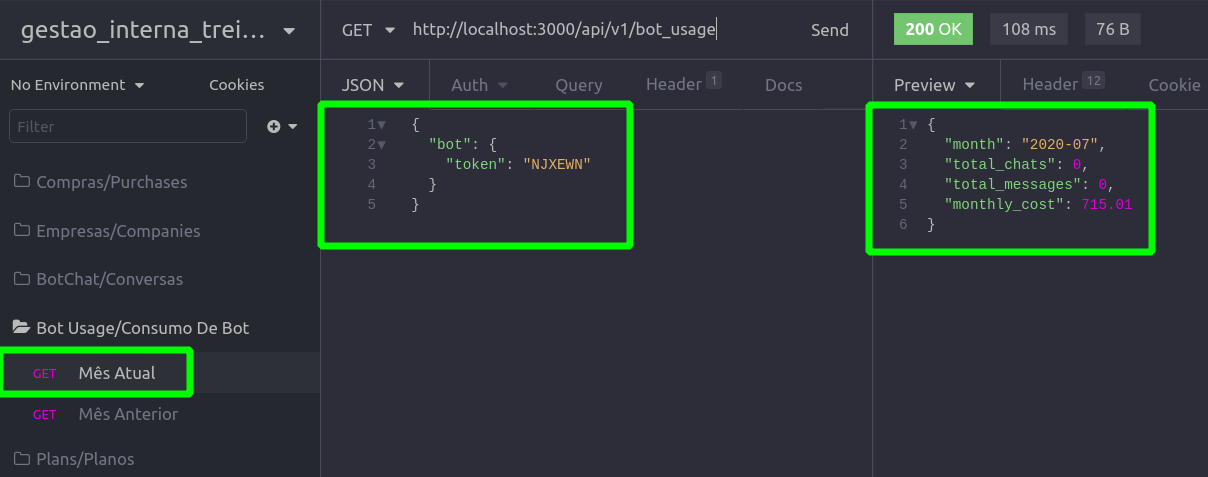 gestao_interna_trei...
GET http://localhost:3000/api/v1/bot_usage Send
200 OK 108 ms 76 B
No Environment Cookies
JSON Auth Query Header 1 Docs
Preview Header 12 Cookie
Filter
1 {
2 "bot": {
3 "token": "NJXEWN"
4 }
5 }
1 {
2 "month": "2020-07",
3 "total_chats": 0,
4 "total_messages": 0,
5 "monthly_cost": 715.01
6 }
Compras/Purchases
Empresas/Companies
BotChat/Conversas
Bot Usage/Consumo De Bot
GET Mês Atual
GET Mês Anterior
Plans/Planos